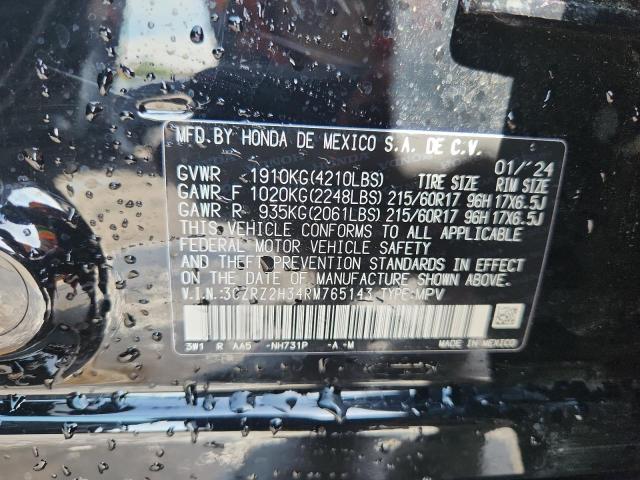 MFD.BY HONDA DE MEXICO S.A. DE C.V.
01/'24
GVWR 1910KG(4210LBS) TIRE SIZE RIM SIZE
GAWR F 1020KG(2248LBS) 215/60R17 96H 17X6.5J
GAWR R 935KG(2061LBS) 215/60R17 96H 17X6.5J
THIS VEHICLE CONFORMS TO ALL APPLICABLE
FEDERAL MOTOR VEHICLE SAFETY
AND THEFT PREVENTION STANDARDS IN EFFECT
ON THE DATE OF MANUFACTURE SHOWN ABOVE.
V.I.N.:3CZRZ2H34RM765143 TYPE:MPV
3W1 R AA5 -NH731P -A-M MADE IN MEXICO